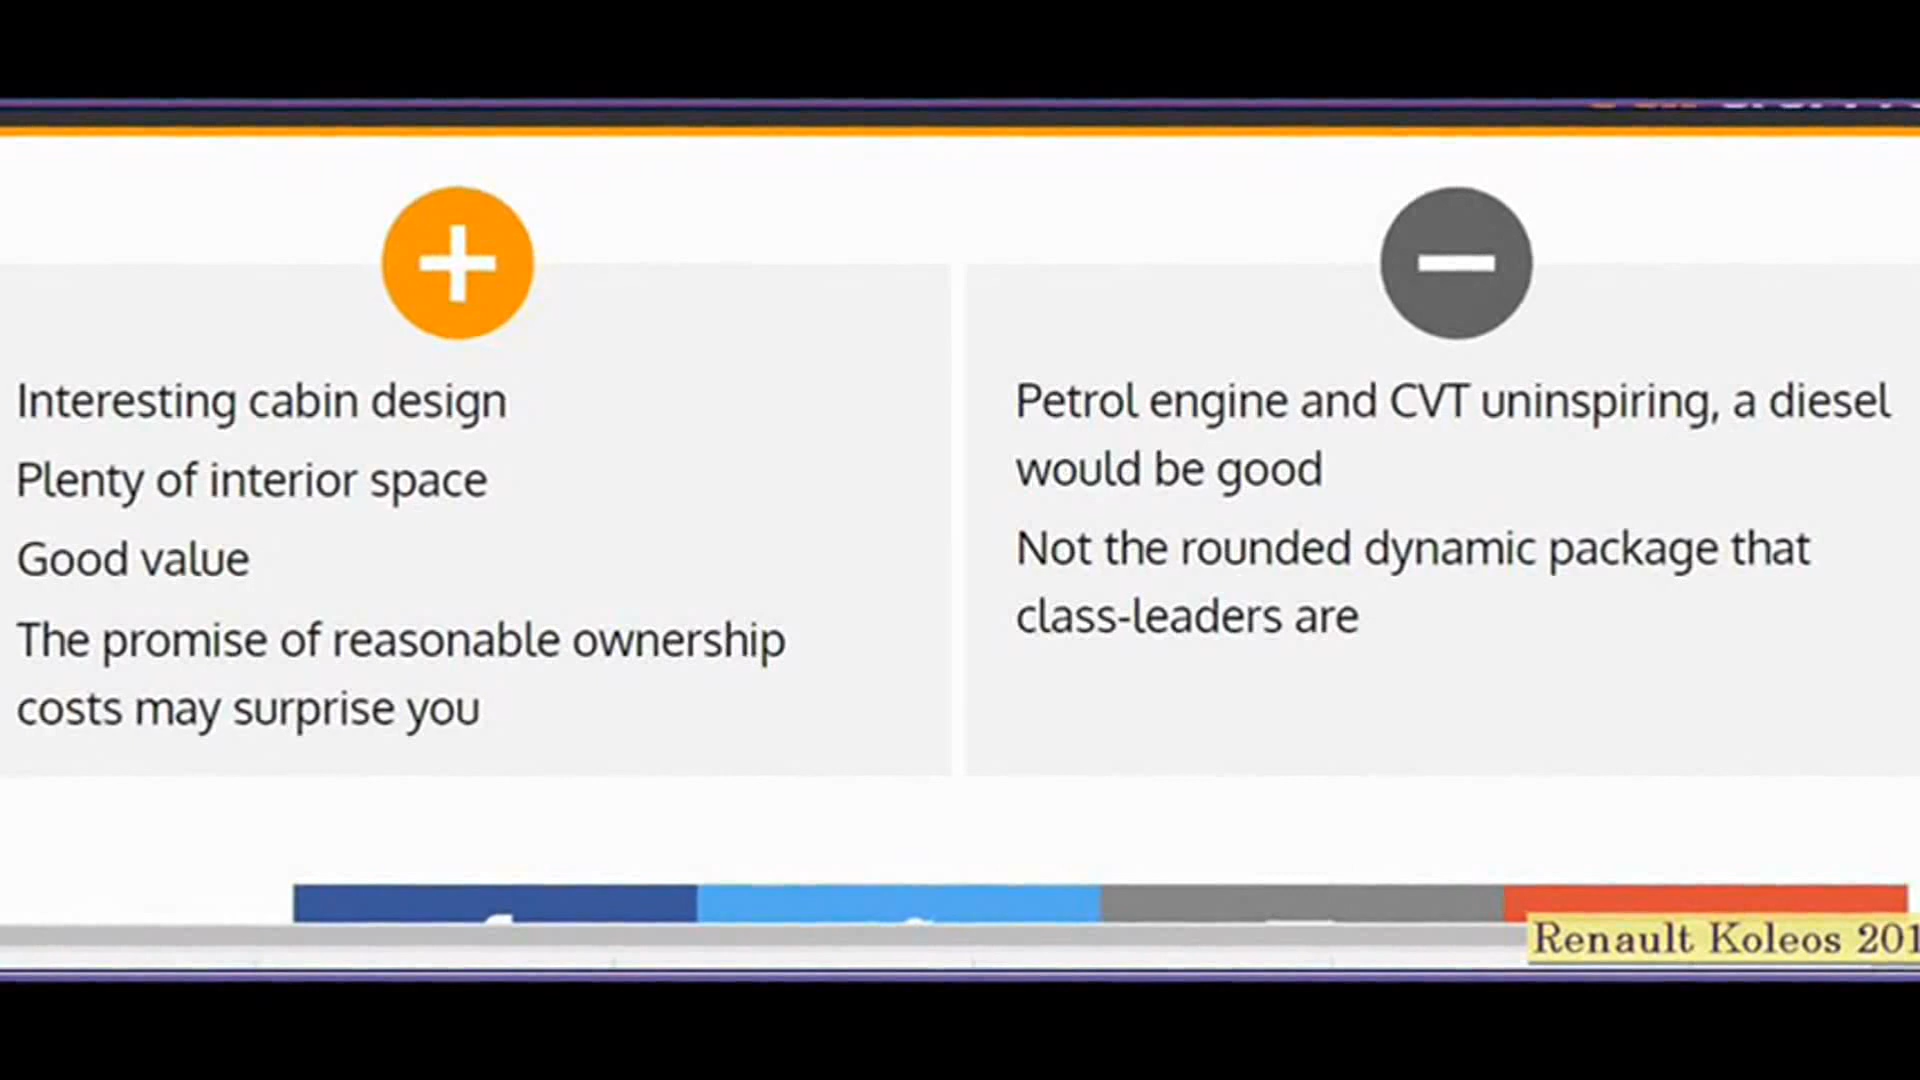 Interesting cabin design
Plenty of interior space
Good value
The promise of reasonable ownership
costs may surprise you
Petrol engine and CVT uninspiring, a diesel
would be good
Not the rounded dynamic package that
class-leaders are
Renault Koleos 201